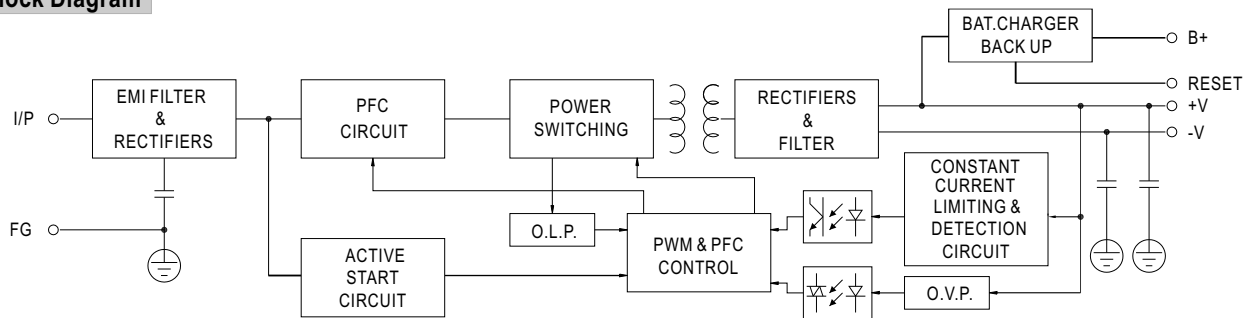 lock Diagram
BAT.CHARGER
BACK UP
B+
RESET
EMI FILTER
&
RECTIFIERS
PFC
CIRCUIT
POWER
SWITCHING
RECTIFIERS
&
FILTER
I/P
+V
-V
CONSTANT
CURRENT
LIMITING &
DETECTION
CIRCUIT
FG
O.L.P.
PWM & PFC
CONTROL
ACTIVE
START
CIRCUIT
O.V.P.